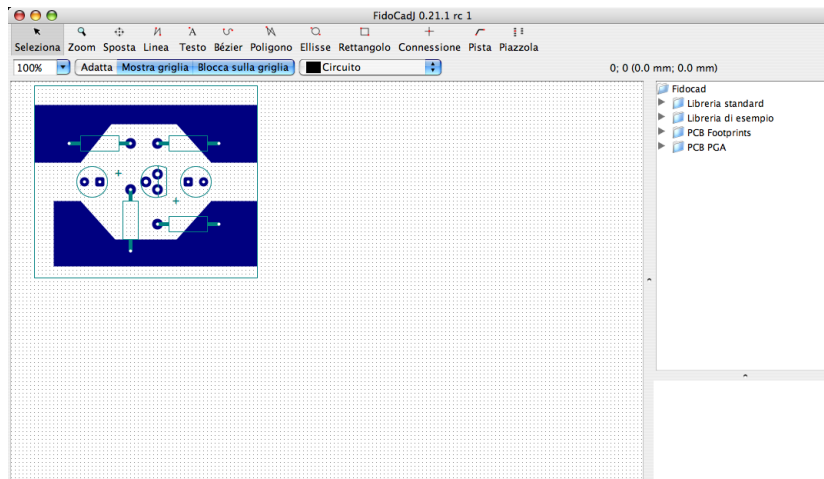 FidoCadJ 0.21.1 rc 1
Seleziona Zoom Sposta Linea Testo Bézier Poligono Ellisse Rettangolo Connessione Pista Piazzola
100% Adatta Mostra griglia Blocca sulla griglia Circuito 0; 0 (0.0 mm; 0.0 mm)
Fidocad
Libreria standard
Libreria di esempio
PCB Footprints
PCB PGA